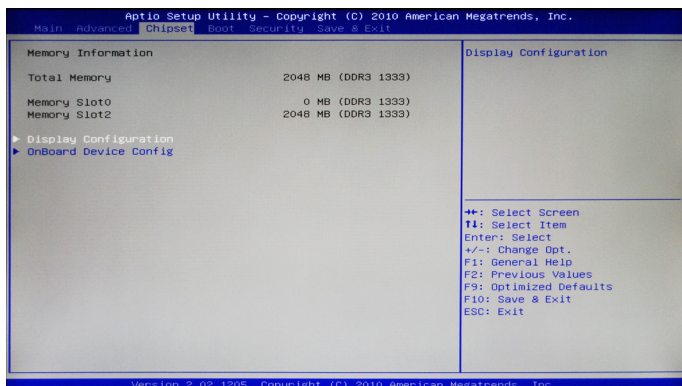 Aptio Setup Utility – Copyright (C) 2010 American Megatrends, Inc.
Main Advanced Chipset Boot Security Save & Exit
Memory Information
Total Memory 2048 MB (DDR3 1333)
Memory Slot0 0 MB (DDR3 1333)
Memory Slot2 2048 MB (DDR3 1333)
► Display Configuration
► OnBoard Device Config
Display Configuration
→←: Select Screen
↑↓: Select Item
Enter: Select
+/-: Change Opt.
F1: General Help
F2: Previous Values
F9: Optimized Defaults
F10: Save & Exit
ESC: Exit
Version 2.02.1205. Copyright (C) 2010 American Megatrends, Inc.